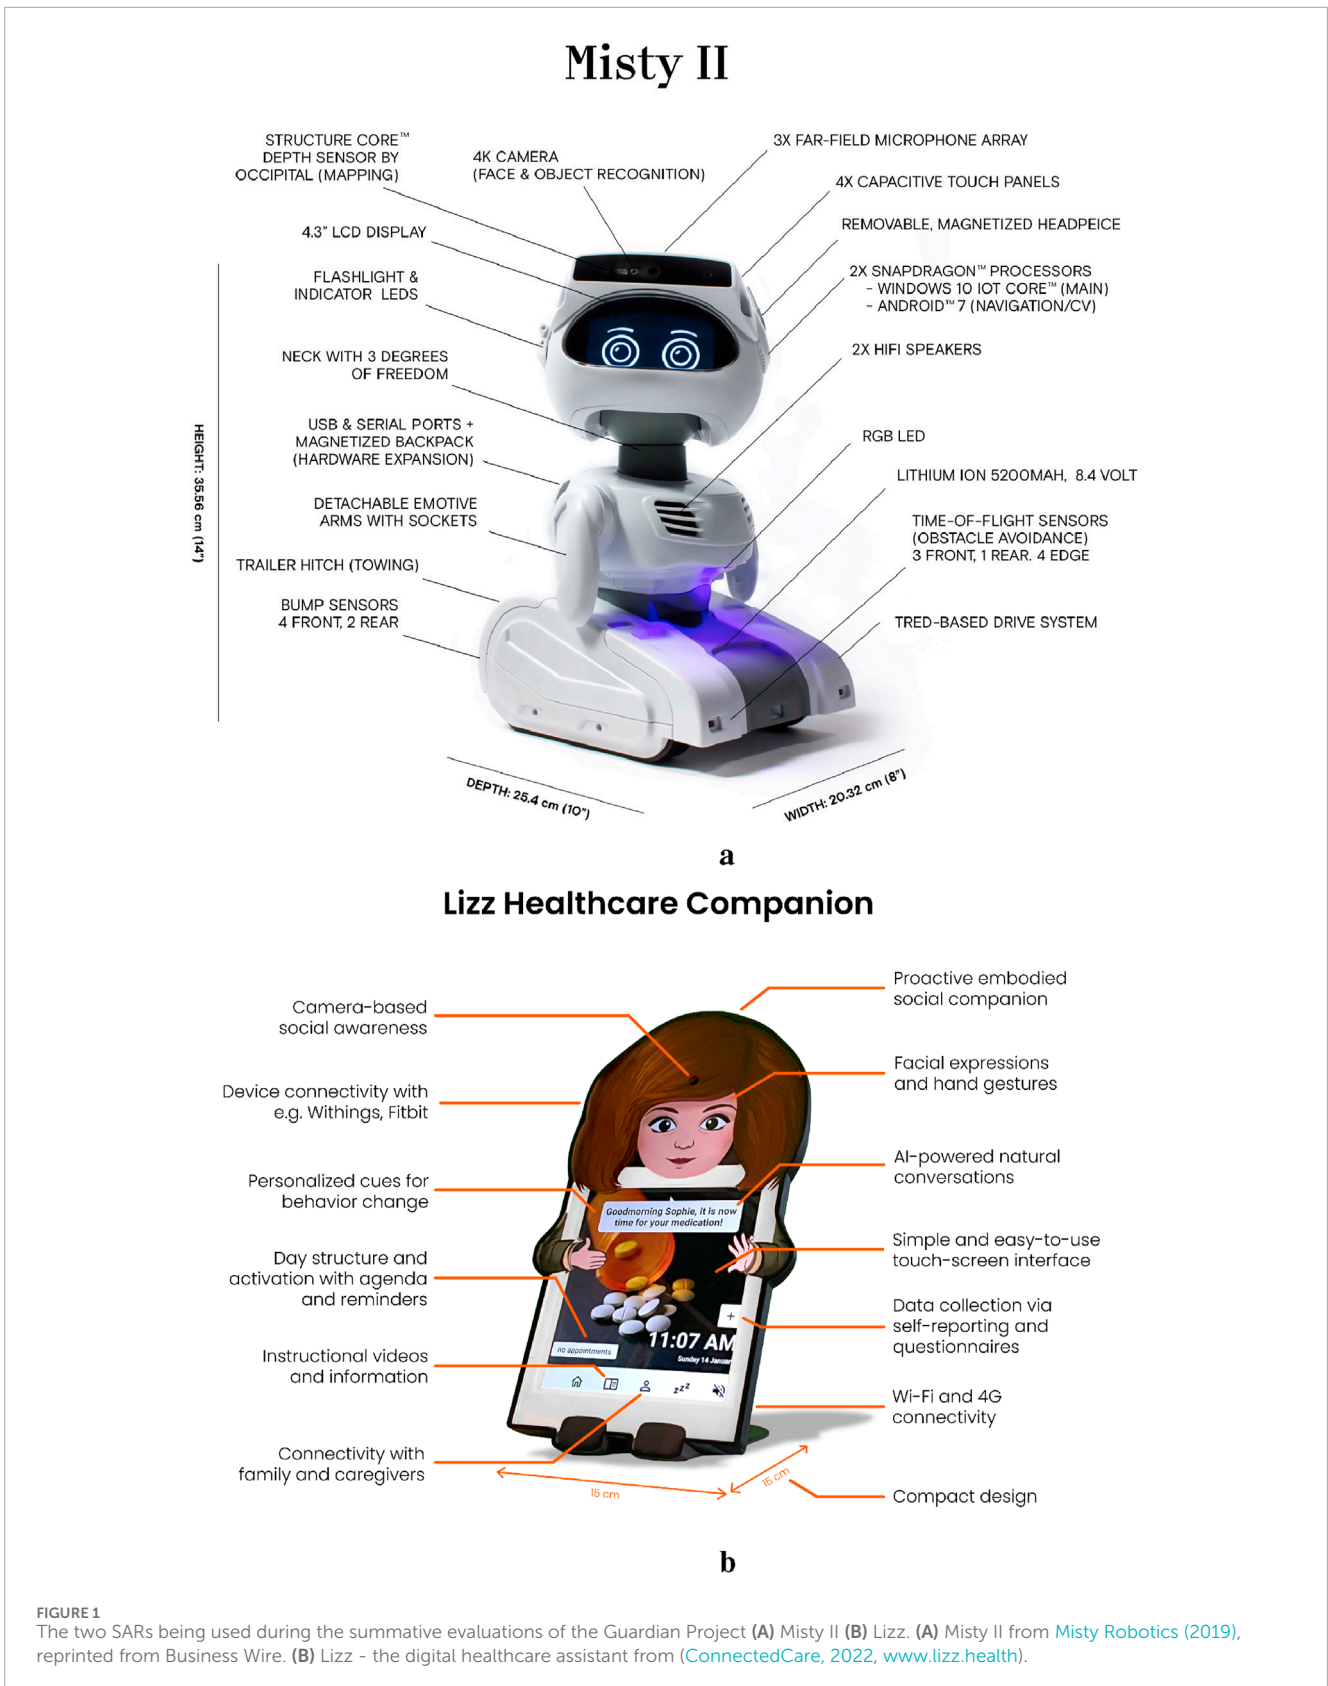 Misty II
STRUCTURE CORE™
DEPTH SENSOR BY
OCCIPITAL (MAPPING)
4K CAMERA
(FACE & OBJECT RECOGNITION)
3X FAR-FIELD MICROPHONE ARRAY
4X CAPACITIVE TOUCH PANELS
4.3" LCD DISPLAY
REMOVABLE, MAGNETIZED HEADPEICE
FLASHLIGHT &
INDICATOR LEDS
2X SNAPDRAGON™ PROCESSORS
- WINDOWS 10 IOT CORE™ (MAIN)
- ANDROID™ 7 (NAVIGATION/CV)
NECK WITH 3 DEGREES
OF FREEDOM
2X HIFI SPEAKERS
USB & SERIAL PORTS +
MAGNETIZED BACKPACK
(HARDWARE EXPANSION)
RGB LED
LITHIUM ION 5200MAH, 8.4 VOLT
DETACHABLE EMOTIVE
ARMS WITH SOCKETS
TIME-OF-FLIGHT SENSORS
(OBSTACLE AVOIDANCE)
3 FRONT, 1 REAR. 4 EDGE
TRAILER HITCH (TOWING)
BUMP SENSORS
4 FRONT, 2 REAR
TRED-BASED DRIVE SYSTEM
HEIGHT: 35.56 cm (14")
DEPTH: 25.4 cm (10")
WIDTH: 20.32 cm (8")
a
Lizz Healthcare Companion
Camera-based
social awareness
Proactive embodied
social companion
Device connectivity with
e.g. Withings, Fitbit
Facial expressions
and hand gestures
Personalized cues for
behavior change
AI-powered natural
conversations
Goodmorning Sophie, it is now
time for your medication!
Day structure and
activation with agenda
and reminders
Simple and easy-to-use
touch-screen interface
Data collection via
self-reporting and
questionnaires
+
11:07 AM
Sunday 14 Januar
no appointments
Instructional videos
and information
zzz
Wi-Fi and 4G
connectivity
Connectivity with
family and caregivers
15 cm
15 cm
Compact design
b
FIGURE 1
The two SARs being used during the summative evaluations of the Guardian Project (A) Misty II (B) Lizz. (A) Misty II from Misty Robotics (2019),
reprinted from Business Wire. (B) Lizz - the digital healthcare assistant from (ConnectedCare, 2022, www.lizz.health).